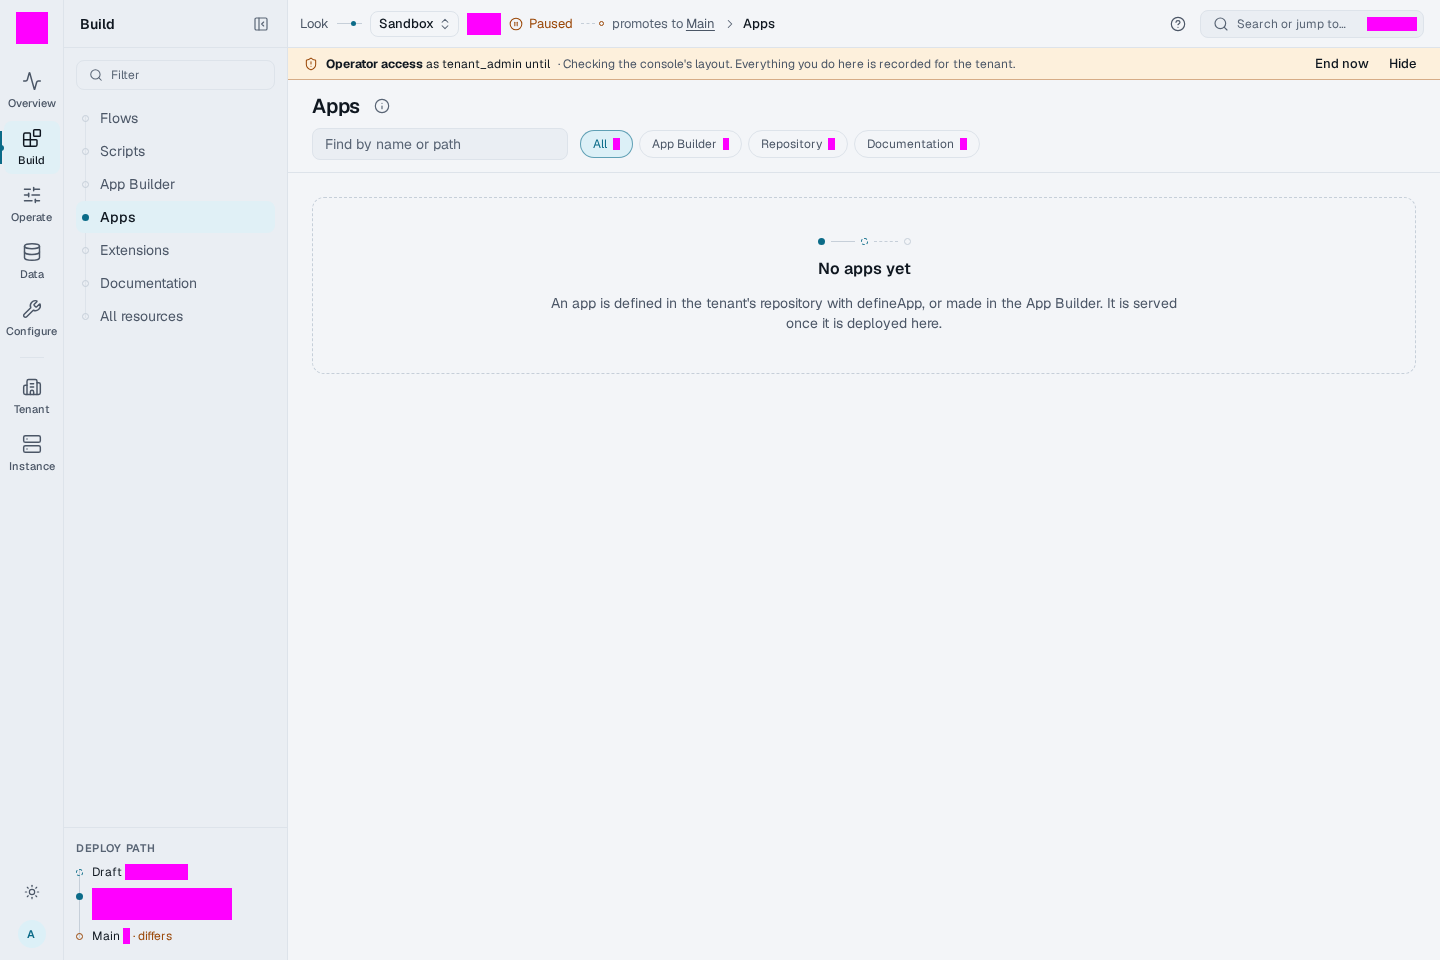 Look
Sandbox
Paused
promotes to Main
Apps
Search or jump to...
Overview
Build
Operate
Data
Configure
Tenant
Instance
A
Build
Filter
Flows
Scripts
App Builder
Apps
Extensions
Documentation
All resources
DEPLOY PATH
Draft
Main · differs
Operator access as tenant_admin until · Checking the console's layout. Everything you do here is recorded for the tenant.
End now
Hide
Apps
Find by name or path
All
App Builder
Repository
Documentation
No apps yet
An app is defined in the tenant's repository with defineApp, or made in the App Builder. It is served
once it is deployed here.